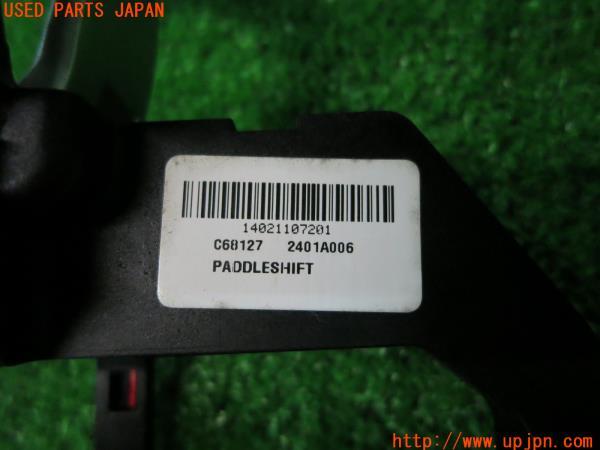 USED PARTS JAPAN
14021107201
C68127 2401A006
PADDLESHIFT
http://www.upjpn.com/